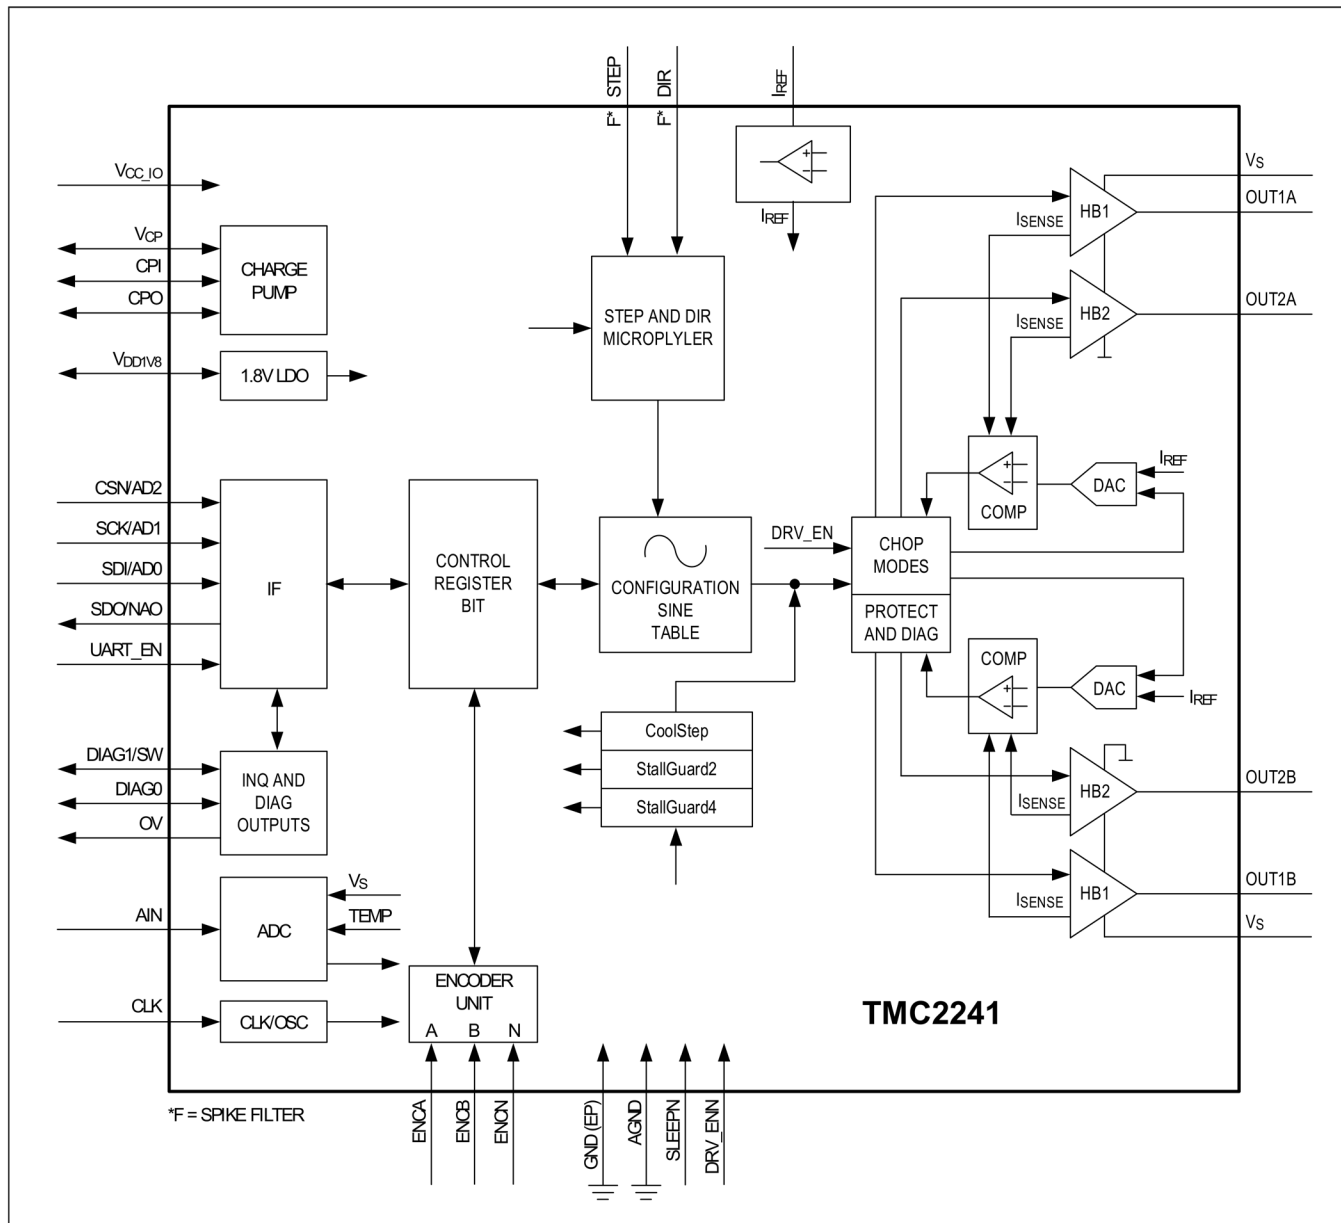 F* STEP
F* DIR
IREF
IREF
VCC_IO
VCP
CPI
CPO
CHARGE
PUMP
VDD1V8
1.8V LDO
STEP AND DIR
MICROPLYLER
VS
OUT1A
HB1
ISENSE
OUT2A
HB2
ISENSE
CSN/AD2
SCK/AD1
SDI/AD0
SDO/NAO
UART_EN
IF
CONTROL
REGISTER
BIT
CONFIGURATION
SINE
TABLE
DRV_EN
CHOP
MODES
PROTECT
AND DIAG
COMP
DAC
IREF
COMP
DAC
IREF
DIAG1/SW
DIAG0
OV
INQ AND
DIAG
OUTPUTS
CoolStep
StallGuard2
StallGuard4
HB2
ISENSE
OUT2B
HB1
ISENSE
OUT1B
VS
AIN
ADC
VS
TEMP
CLK
CLK/OSC
ENCODER
UNIT
A B N
TMC2241
*F = SPIKE FILTER
ENCA
ENCB
ENCN
GND (EP)
AGND
SLEEPN
DRV_ENN